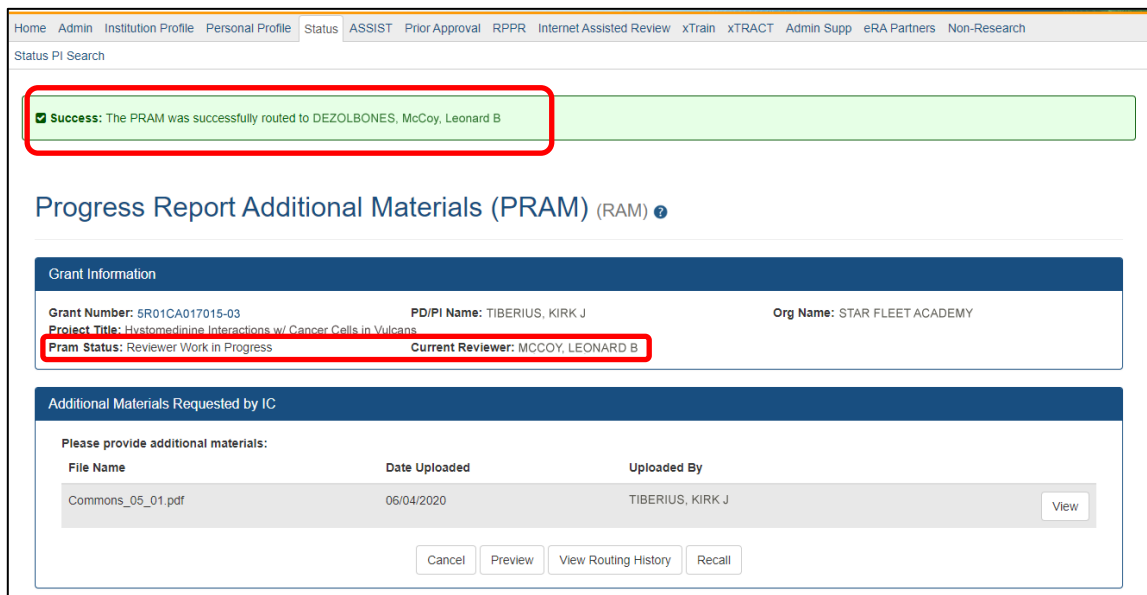 Home Admin Institution Profile Personal Profile Status ASSIST Prior Approval RPPR Internet Assisted Review xTrain xTRACT Admin Supp eRA Partners Non-Research
Status PI Search
Success: The PRAM was successfully routed to DEZOLBONES, McCoy, Leonard B
Progress Report Additional Materials (PRAM) (RAM) ?
Grant Information
Grant Number: 5R01CA017015-03 PD/PI Name: TIBERIUS, KIRK J Org Name: STAR FLEET ACADEMY
Project Title: Hystomedinine Interactions w/ Cancer Cells in Vulcans
Pram Status: Reviewer Work in Progress Current Reviewer: MCCOY, LEONARD B
Additional Materials Requested by IC
Please provide additional materials:
File Name Date Uploaded Uploaded By
Commons_05_01.pdf 06/04/2020 TIBERIUS, KIRK J View
Cancel Preview View Routing History Recall